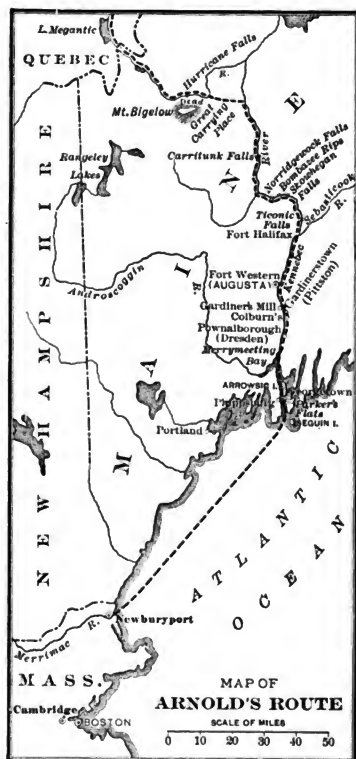 L. Megantic
QUEBEC
Hurricane Falls
Dead
R.
Mt. Bigelow
Great
Carrying
Place
Carritunk Falls
River
Norridgewock Falls
Bombazee Rips
Skowhegan
Falls
Sebasticook
R.
Rangeley
Lakes
Ticonic
Falls
Fort Halifax
Androscoggin
R.
Fort Western
(AUGUSTA)
Kennebec
Gardinerstown
(Pittston)
Gardiner's Mill
Colburn's
Pownalborough
(Dresden)
Merrymeeting
Bay
ARROWSIC I.
Parker's
Flats
SEGUIN I.
Portland
NEW HAMPSHIRE
MAINE
ATLANTIC
OCEAN
Newburyport
Merrimac R.
MASS.
Cambridge
BOSTON
MAP OF
ARNOLD'S ROUTE
SCALE OF MILES
0 10 20 30 40 50